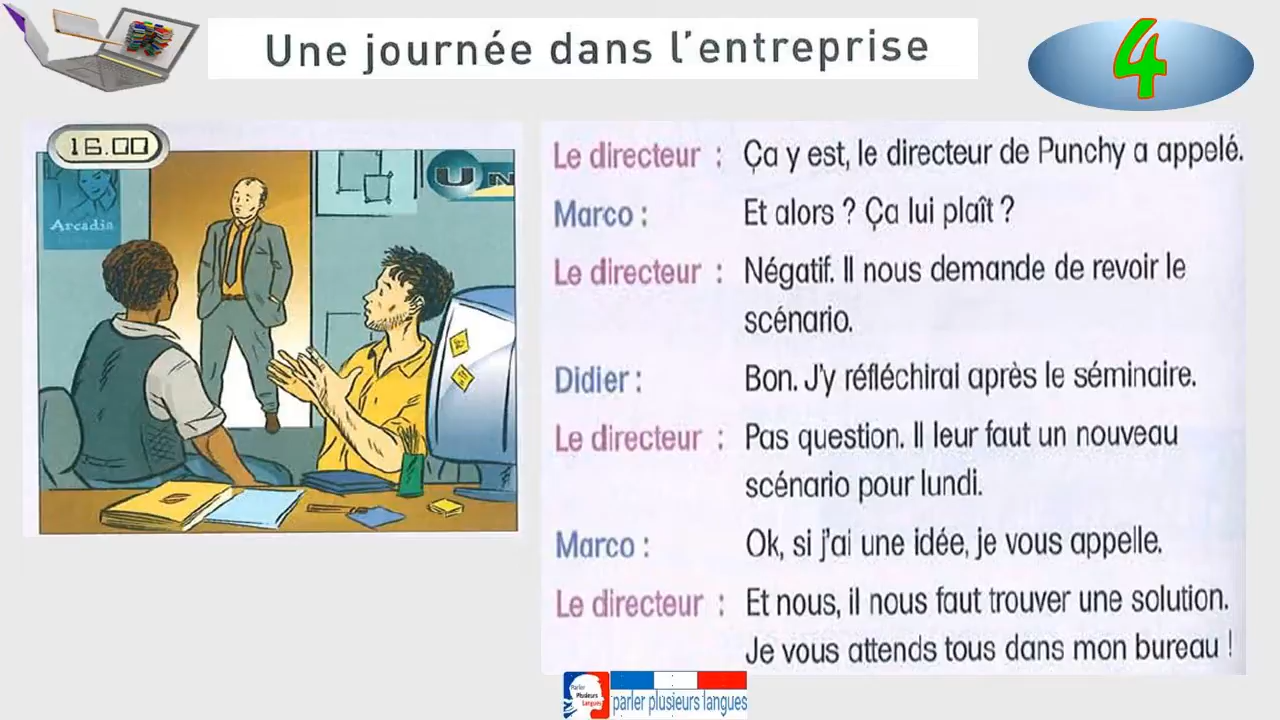 Une journée dans l'entreprise
4
16.00
Arcadia
UN
Le directeur : Ça y est, le directeur de Punchy a appelé.
Marco : Et alors ? Ça lui plaît ?
Le directeur : Négatif. Il nous demande de revoir le
scénario.
Didier : Bon. J'y réfléchirai après le séminaire.
Le directeur : Pas question. Il leur faut un nouveau
scénario pour lundi.
Marco : Ok, si j'ai une idée, je vous appelle.
Le directeur : Et nous, il nous faut trouver une solution.
Je vous attends tous dans mon bureau !
Parler
Plusieurs
Langues
parler plusieurs langues